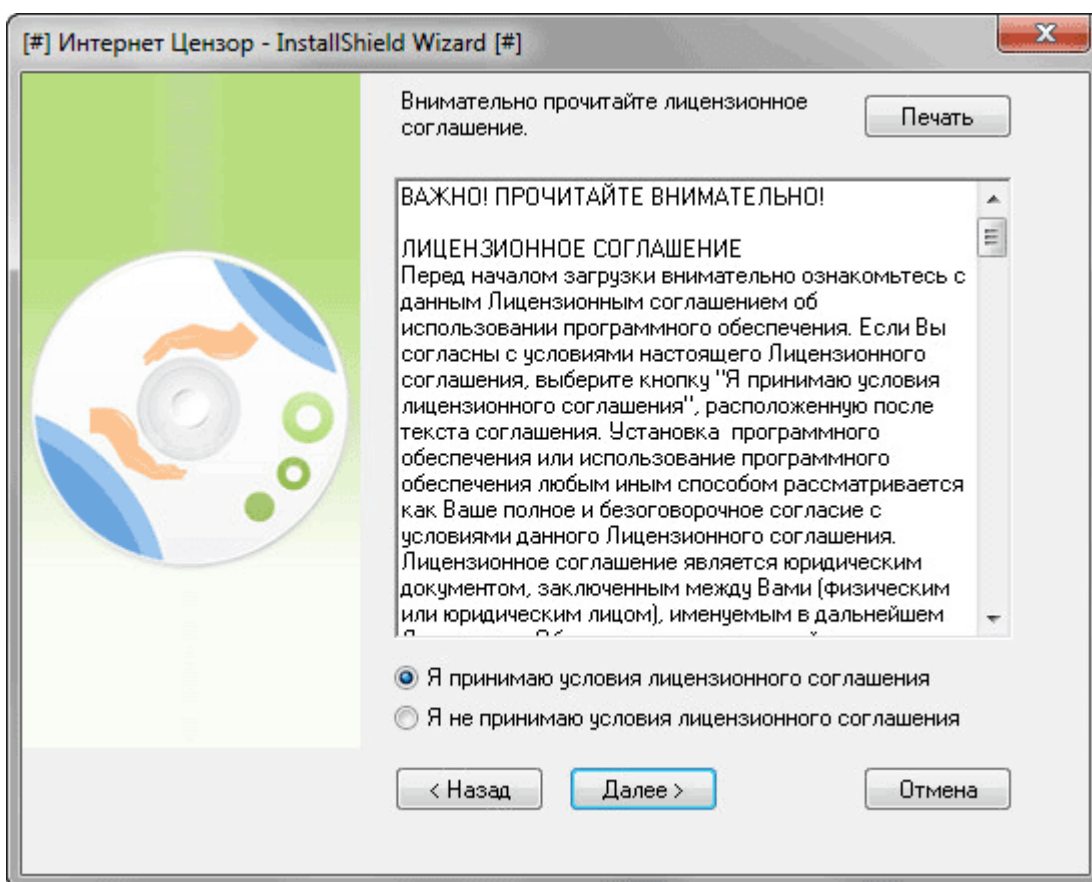 [#] Интернет Цензор - InstallShield Wizard [#]
Внимательно прочитайте лицензионное
соглашение.
Печать
ВАЖНО! ПРОЧИТАЙТЕ ВНИМАТЕЛЬНО!
ЛИЦЕНЗИОННОЕ СОГЛАШЕНИЕ
Перед началом загрузки внимательно ознакомьтесь с
данным Лицензионным соглашением об
использовании программного обеспечения. Если Вы
согласны с условиями настоящего Лицензионного
соглашения, выберите кнопку "Я принимаю условия
лицензионного соглашения", расположенную после
текста соглашения. Установка  программного
обеспечения или использование программного
обеспечения любым иным способом рассматривается
как Ваше полное и безоговорочное согласие с
условиями данного Лицензионного соглашения.
Лицензионное соглашение является юридическим
документом, заключенным между Вами (физическим
или юридическим лицом), именуемым в дальнейшем
Я принимаю условия лицензионного соглашения
Я не принимаю условия лицензионного соглашения
< Назад
Далее >
Отмена